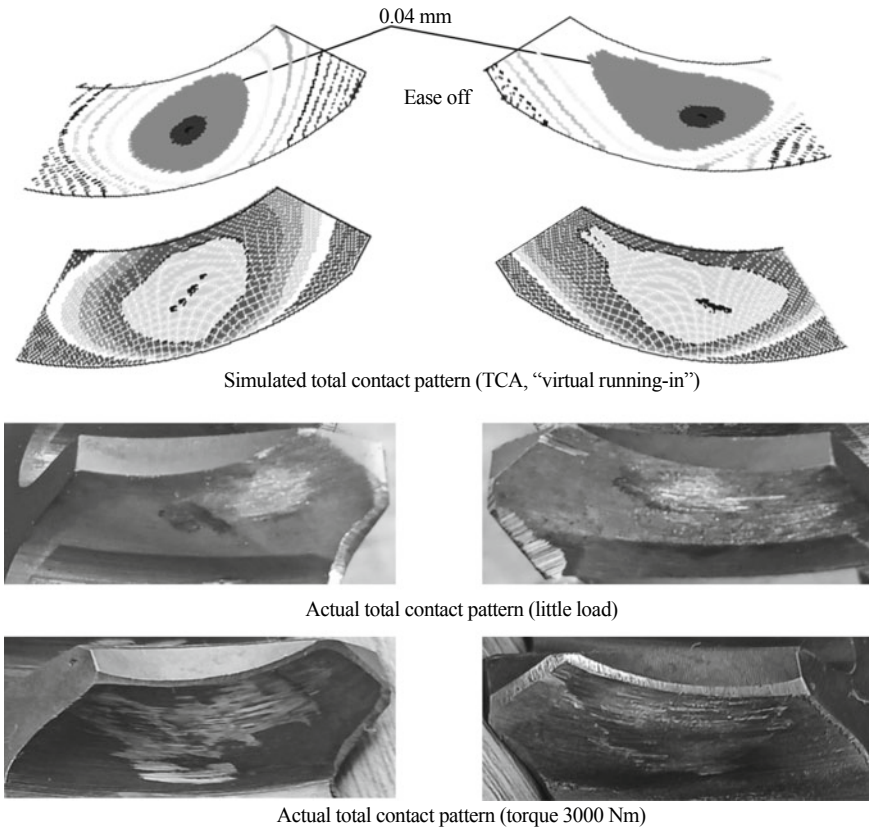 0.04 mm
Ease off
Simulated total contact pattern (TCA, “virtual running-in”)
Actual total contact pattern (little load)
Actual total contact pattern (torque 3000 Nm)